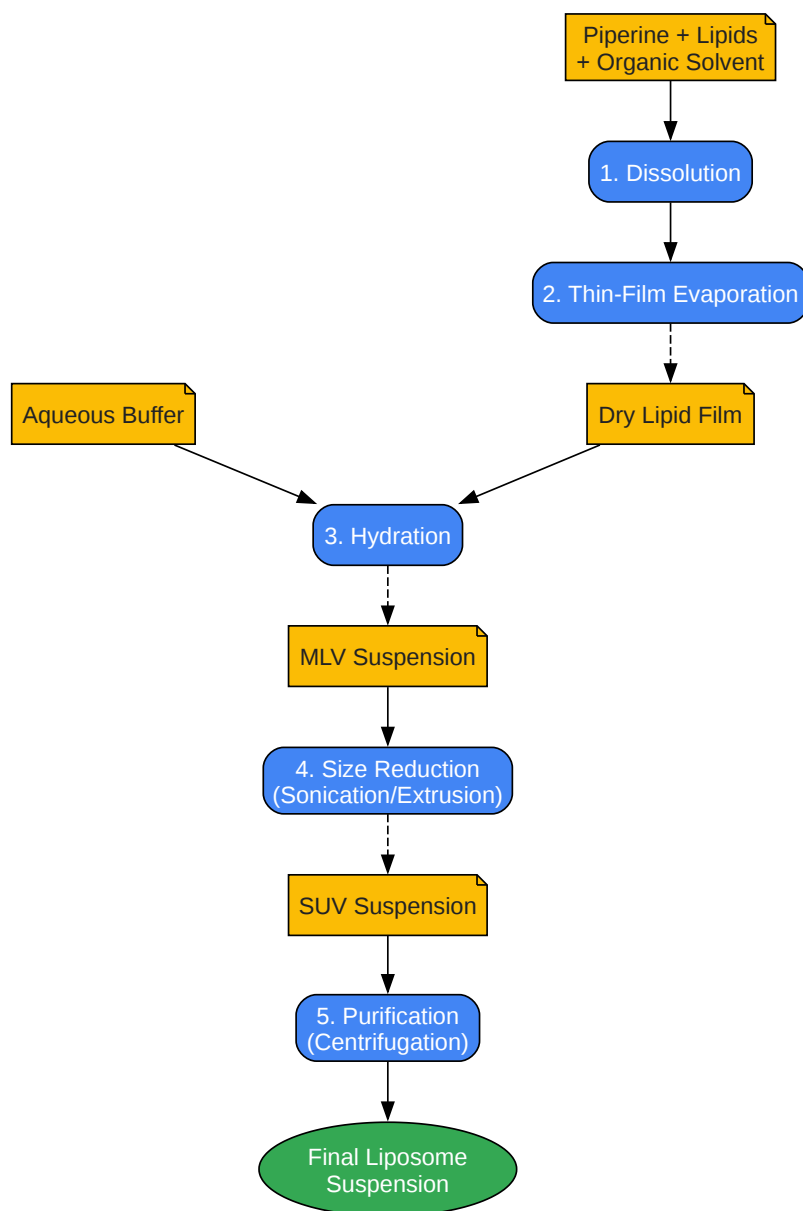 Piperine + Lipids
+ Organic Solvent
1. Dissolution
2. Thin-Film Evaporation
Aqueous Buffer
Dry Lipid Film
3. Hydration
MLV Suspension
4. Size Reduction
(Sonication/Extrusion)
SUV Suspension
5. Purification
(Centrifugation)
Final Liposome
Suspension